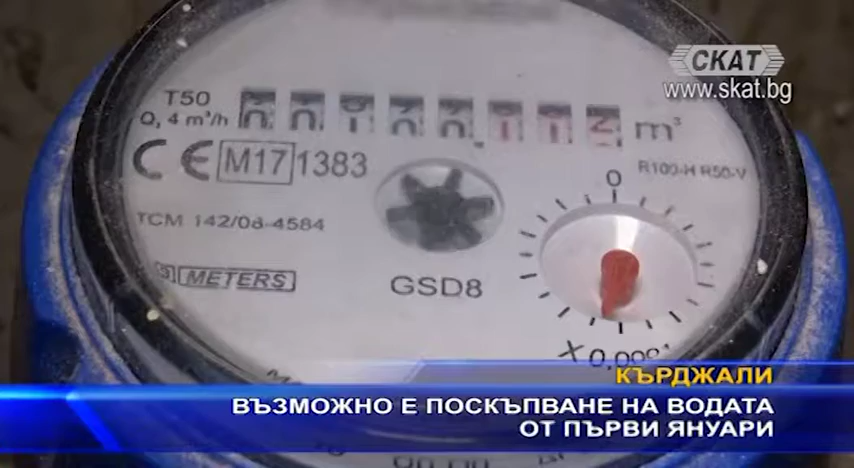 СКАТ
www.skat.bg
T50
Q₃ 4 m³/h
m³
CE M17 1383
R100-H R50-V
0
TCM 142/08-4584
METERS
GSD8
КЪРДЖАЛИ
ВЪЗМОЖНО Е ПОСКЪПВАНЕ НА ВОДАТА
ОТ ПЪРВИ ЯНУАРИ